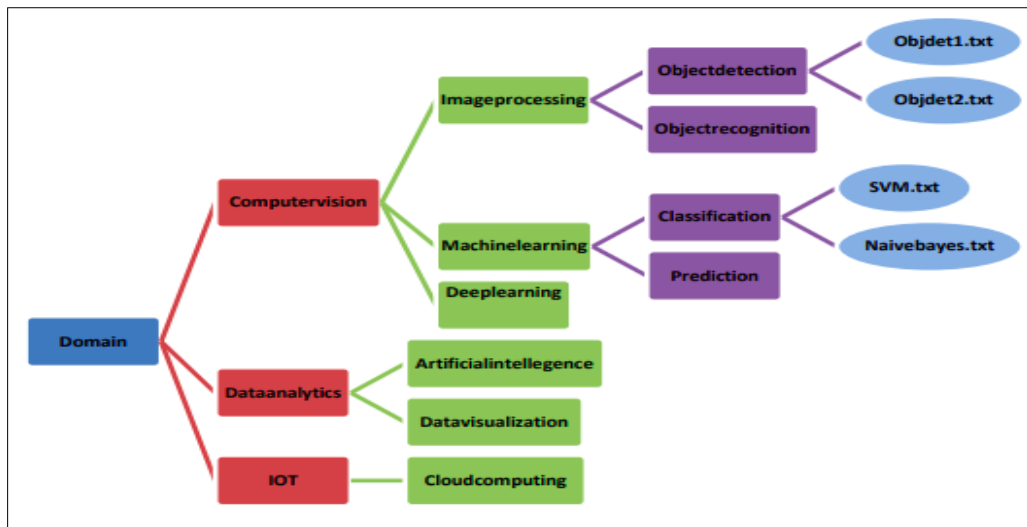 Objdet1.txt
Objectdetection
Imageprocessing
Objdet2.txt
Objectrecognition
SVM.txt
Computervision
Classification
Machinelearning
Naivebayes.txt
Prediction
Deeplearning
Domain
Artificialintellegence
Dataanalytics
Datavisualization
IOT
Cloudcomputing